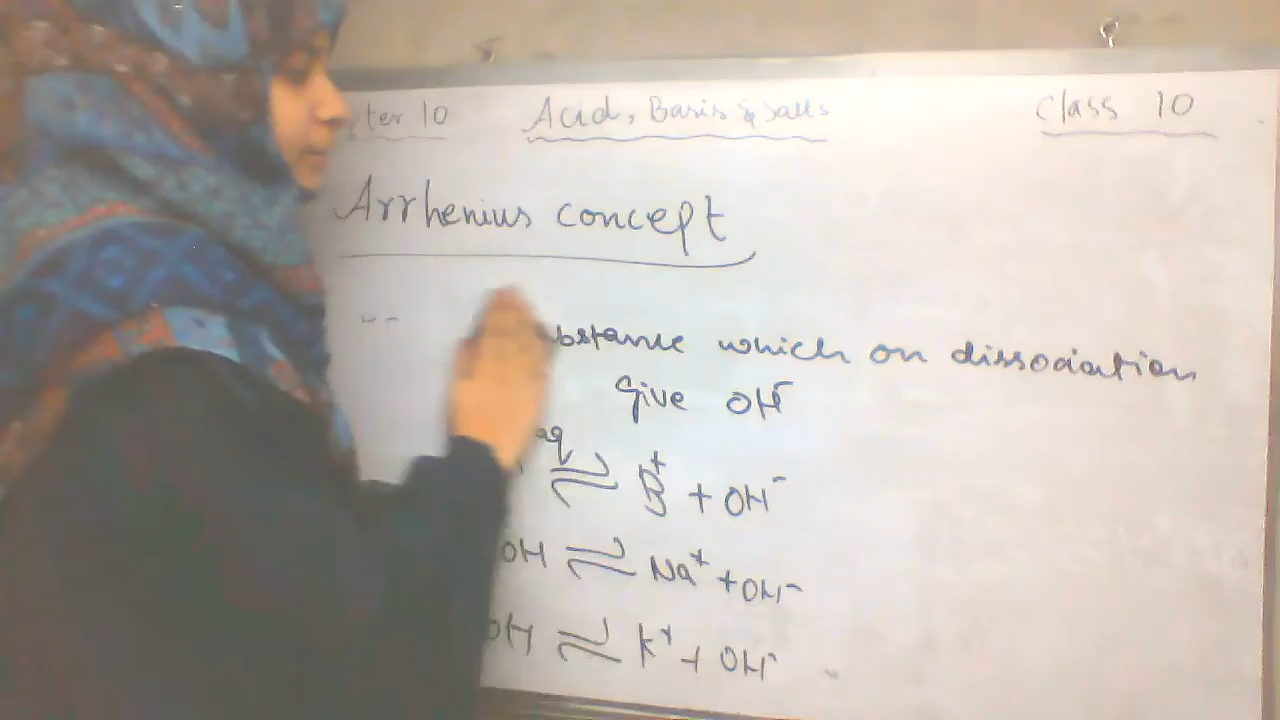 ter 10 Acid, Basis & Salts Class 10
Arrhenius concept
bstance which on dissociation
Give OH⁻
aq
⇌ B⁺ + OH⁻
OH ⇌ Na⁺ + OH⁻
OH ⇌ K⁺ + OH⁻